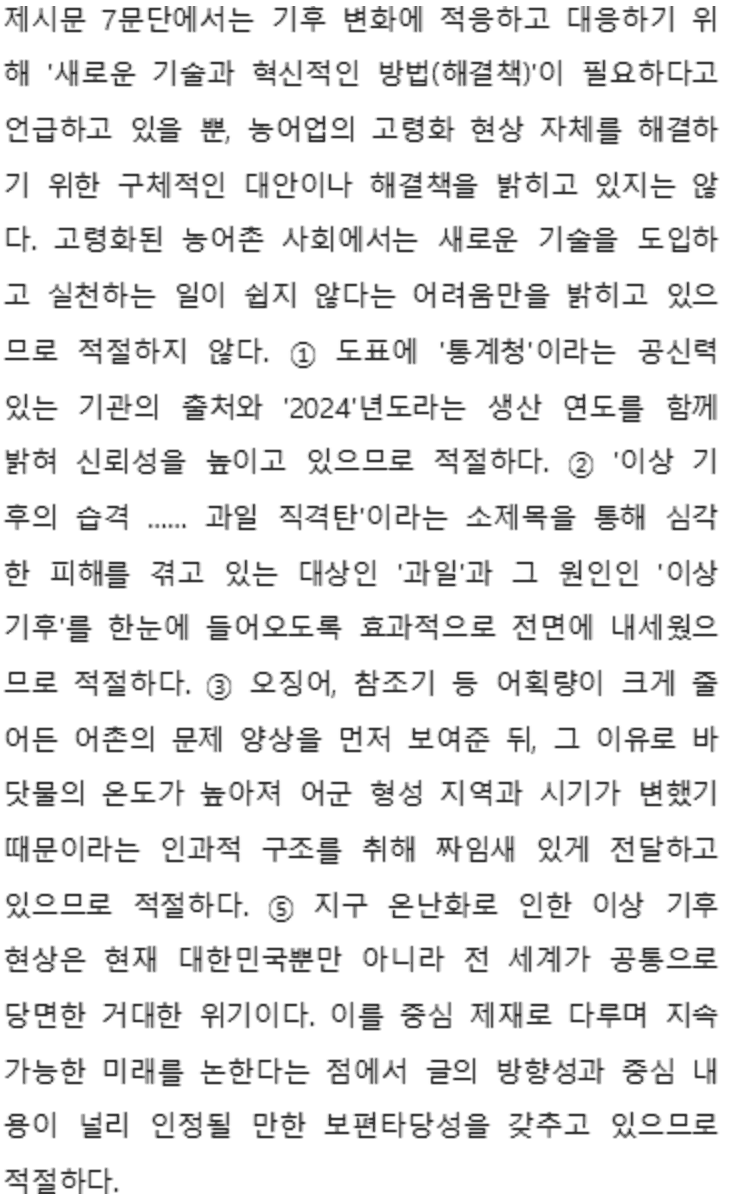 제시문 7문단에서는 기후 변화에 적응하고 대응하기 위
해 '새로운 기술과 혁신적인 방법(해결책)'이 필요하다고
언급하고 있을 뿐, 농어업의 고령화 현상 자체를 해결하
기 위한 구체적인 대안이나 해결책을 밝히고 있지는 않
다. 고령화된 농어촌 사회에서는 새로운 기술을 도입하
고 실천하는 일이 쉽지 않다는 어려움만을 밝히고 있으
므로 적절하지 않다. ① 도표에 '통계청'이라는 공신력
있는 기관의 출처와 '2024'년도라는 생산 연도를 함께
밝혀 신뢰성을 높이고 있으므로 적절하다. ② '이상 기
후의 습격 ...... 과일 직격탄'이라는 소제목을 통해 심각
한 피해를 겪고 있는 대상인 '과일'과 그 원인인 '이상
기후'를 한눈에 들어오도록 효과적으로 전면에 내세웠으
므로 적절하다. ③ 오징어, 참조기 등 어획량이 크게 줄
어든 어촌의 문제 양상을 먼저 보여준 뒤, 그 이유로 바
닷물의 온도가 높아져 어군 형성 지역과 시기가 변했기
때문이라는 인과적 구조를 취해 짜임새 있게 전달하고
있으므로 적절하다. ⑤ 지구 온난화로 인한 이상 기후
현상은 현재 대한민국뿐만 아니라 전 세계가 공통으로
당면한 거대한 위기이다. 이를 중심 제재로 다루며 지속
가능한 미래를 논한다는 점에서 글의 방향성과 중심 내
용이 널리 인정될 만한 보편타당성을 갖추고 있으므로
적절하다.